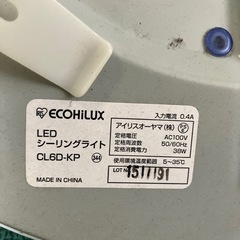 ECOHiLUX
入力電流 0.4A
LED
シーリングライト
CL6D-KP
344
アイリスオーヤマ(株)
定格電圧 AC100V
定格周波数 50/60Hz
定格消費電力 38W
使用環境温度範囲 5~35℃
LOT 1517191
MADE IN CHINA